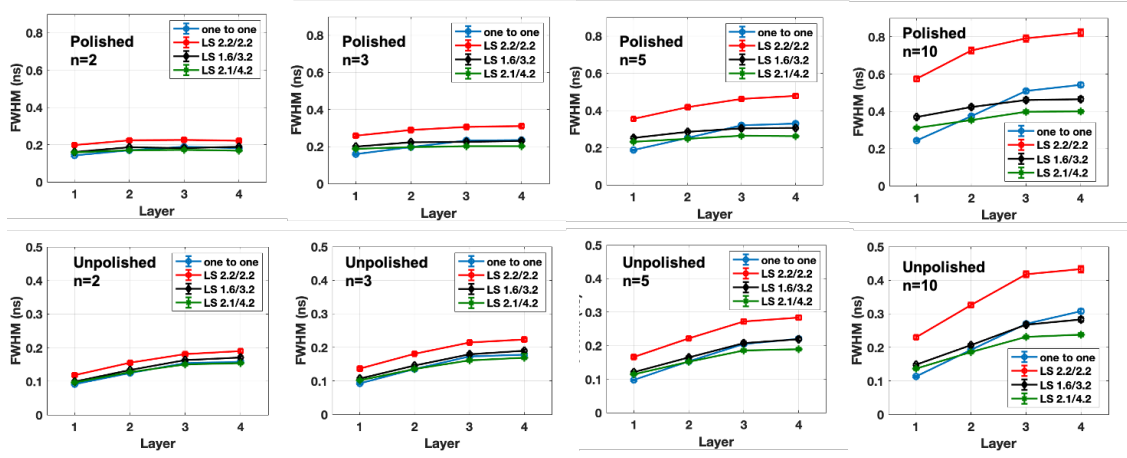 FWHM (ns)
0.8
0.6
0.4
0.2
0
Polished
n=2
one to one
LS 2.2/2.2
LS 1.6/3.2
LS 2.1/4.2
1 2 3 4
Layer
FWHM (ns)
0.8
0.6
0.4
0.2
0
Polished
n=3
one to one
LS 2.2/2.2
LS 1.6/3.2
LS 2.1/4.2
1 2 3 4
Layer
FWHM (ns)
0.8
0.6
0.4
0.2
0
Polished
n=5
one to one
LS 2.2/2.2
LS 1.6/3.2
LS 2.1/4.2
1 2 3 4
Layer
FWHM (ns)
0.8
0.6
0.4
0.2
0
Polished
n=10
one to one
LS 2.2/2.2
LS 1.6/3.2
LS 2.1/4.2
1 2 3 4
Layer
FWHM (ns)
0.5
0.4
0.3
0.2
0.1
0
Unpolished
n=2
one to one
LS 2.2/2.2
LS 1.6/3.2
LS 2.1/4.2
1 2 3 4
Layer
FWHM (ns)
0.5
0.4
0.3
0.2
0.1
0
Unpolished
n=3
one to one
LS 2.2/2.2
LS 1.6/3.2
LS 2.1/4.2
1 2 3 4
Layer
0.5
0.4
0.3
0.2
0.1
0
Unpolished
n=5
one to one
LS 2.2/2.2
LS 1.6/3.2
LS 2.1/4.2
1 2 3 4
Layer
FWHM (ns)
0.5
0.4
0.3
0.2
0.1
0
Unpolished
n=10
one to one
LS 2.2/2.2
LS 1.6/3.2
LS 2.1/4.2
1 2 3 4
Layer